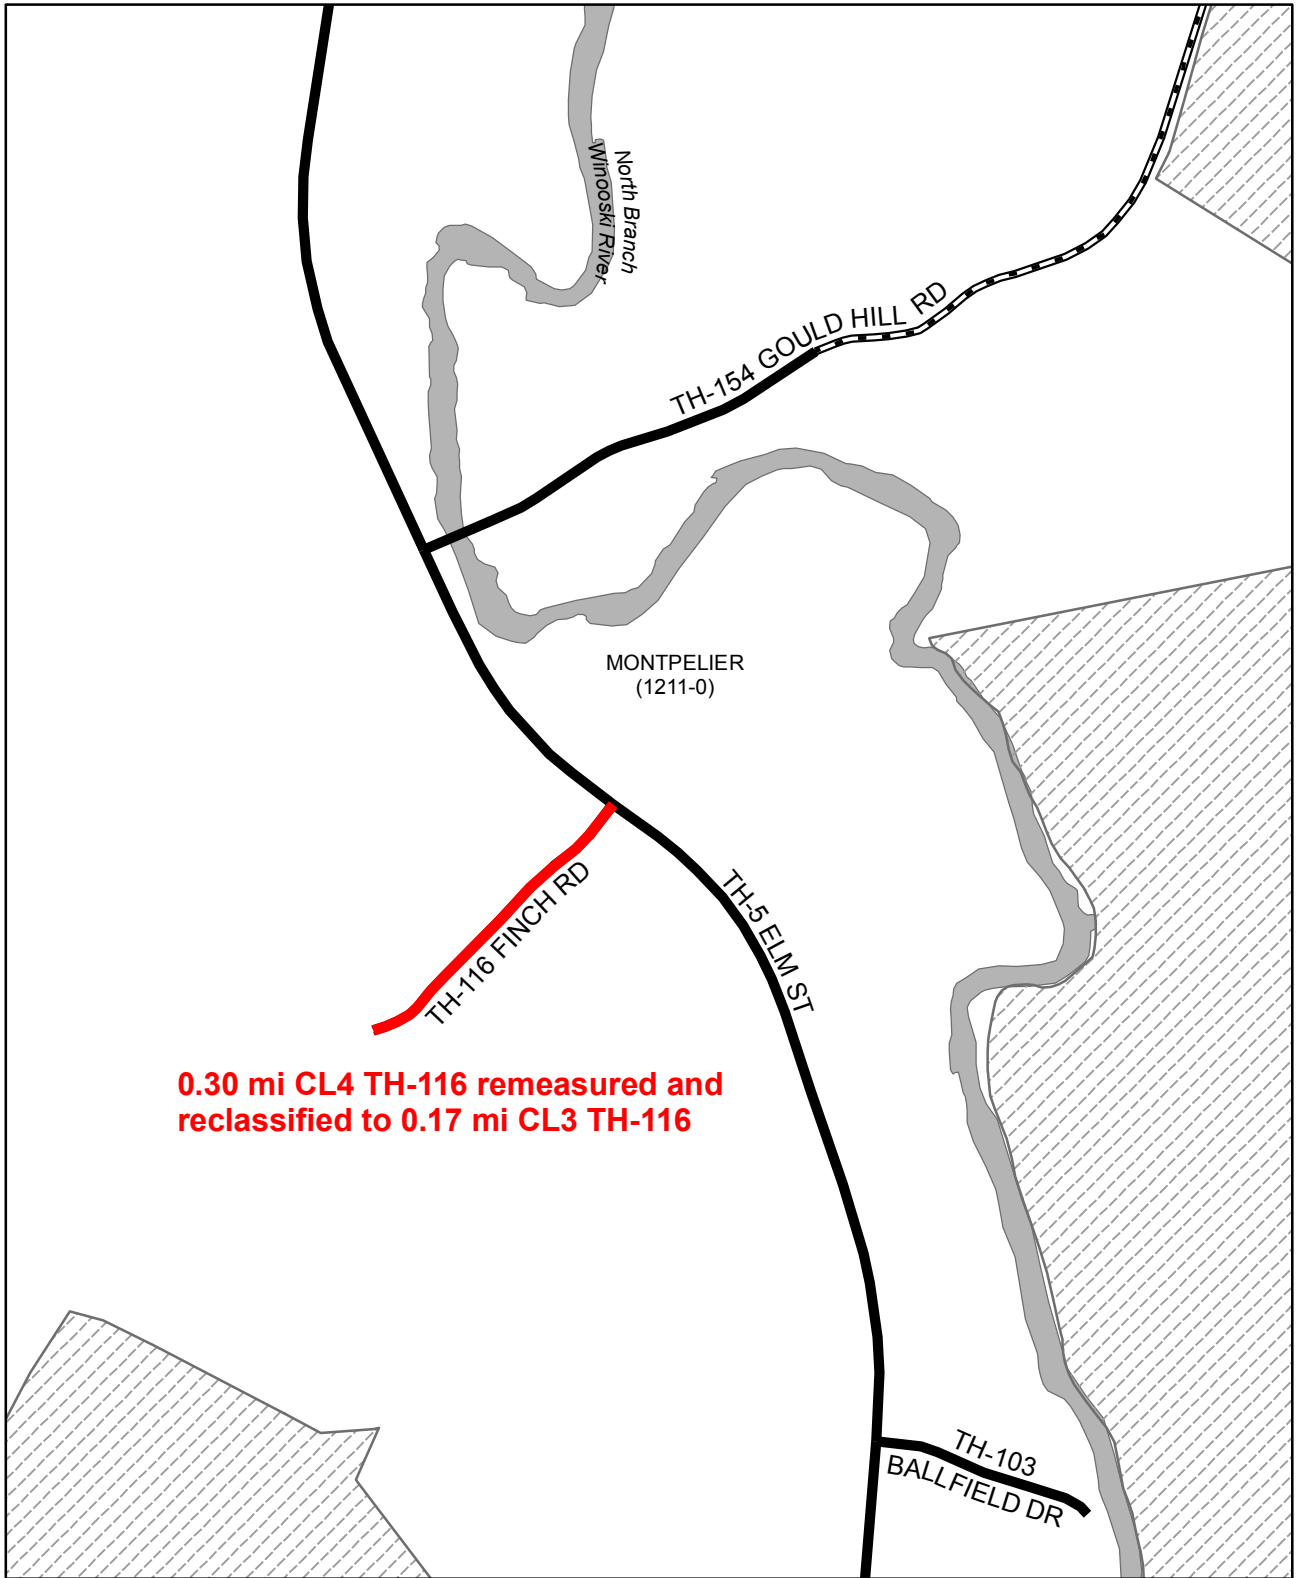 North Branch
Winooski River
TH-154 GOULD HILL RD
MONTPELIER
(1211-0)
TH-116 FINCH RD
TH-5 ELM ST
0.30 mi CL4 TH-116 remeasured and
reclassified to 0.17 mi CL3 TH-116
TH-103
BALLFIELD DR